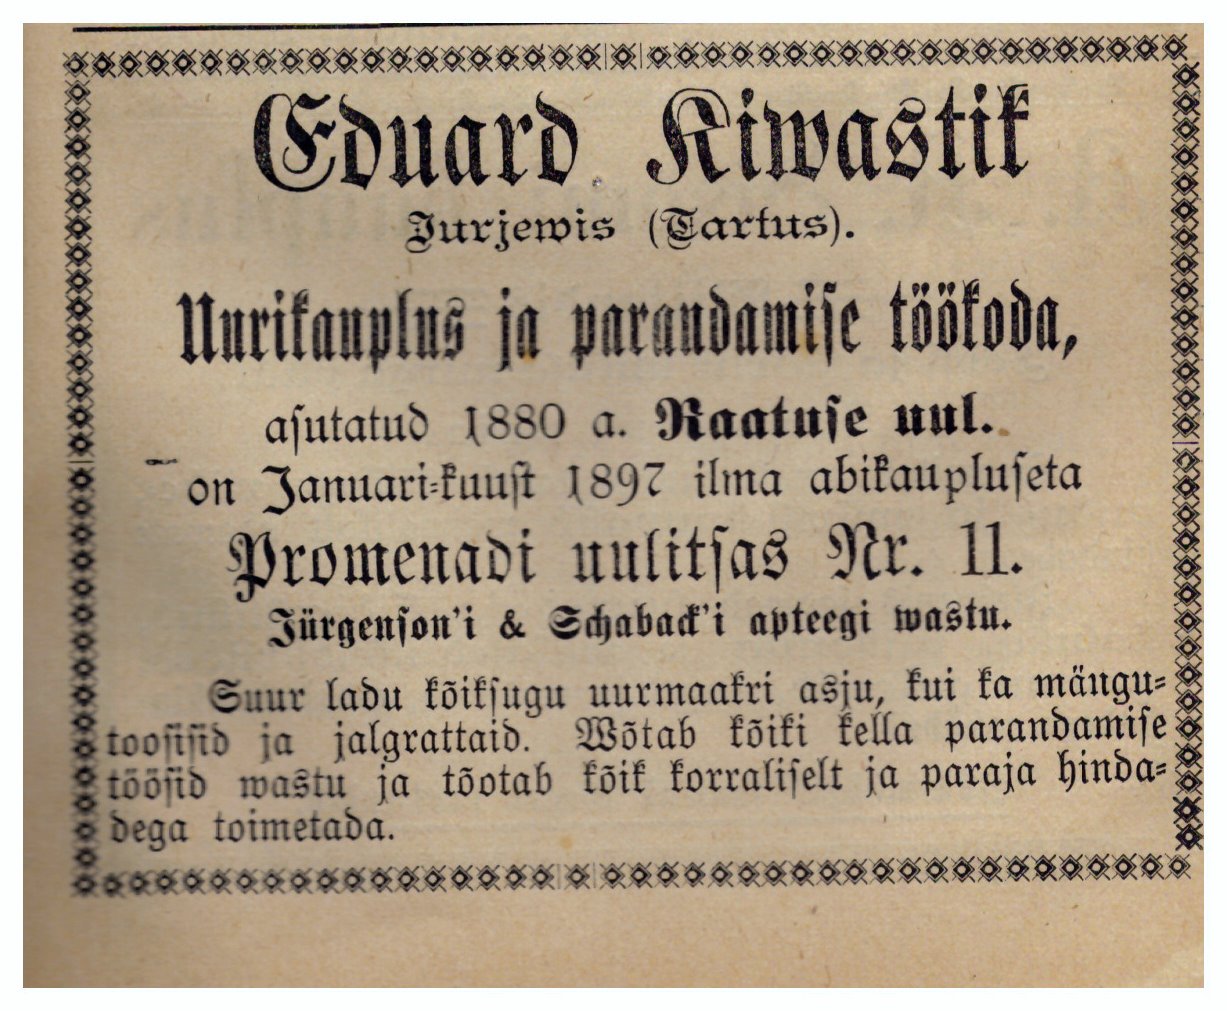 Eduard Kiwastik
Jurjewis (Tartus).
Uurikauplus ja parandamise töökoda,
asutatud 1880 a. Raatuse uul.
on Januari-kuust 1897 ilma abikaupluseta
Promenadi uulitsas Nr. 11.
Jürgenson'i & Schaback'i apteegi wastu.
Suur ladu kõiksugu uurmaakri asju, kui ka mängu-
toosisid ja jalgrattaid. Wõtab kõiki kella parandamise
töösid wastu ja tõotab kõik korraliselt ja paraja hinda-
dega toimetada.